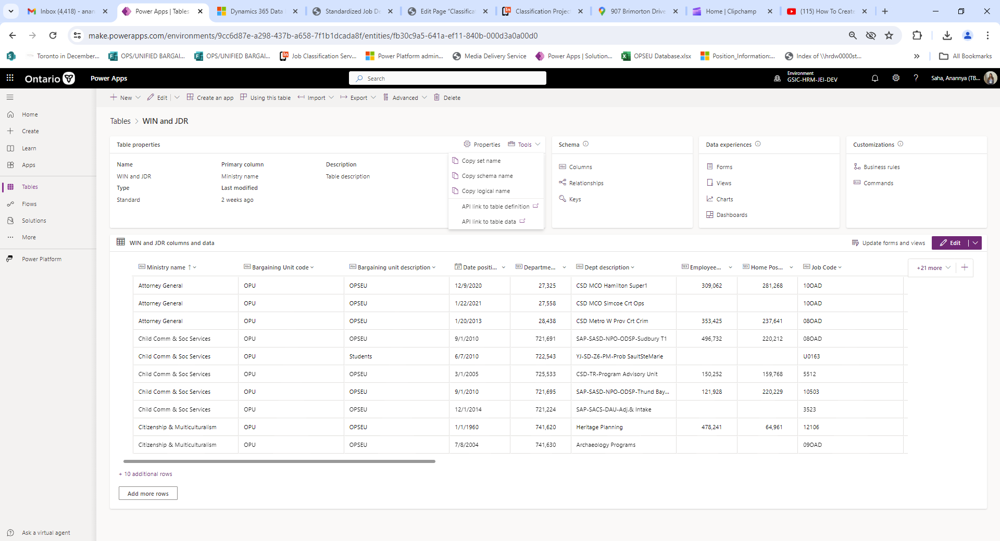 Inbox (4,418) - anan
Power Apps | Tables
Dynamics 365 Data
Standardized Job De
Edit Page "Classificat
Classification Project
907 Brimorton Drive
Home | Clipchamp
(115) How To Create
make.powerapps.com/environments/9cc6d87e-a298-437b-a658-7f1b1dcada8f/entities/fb30c9a5-641a-ef11-840b-000d3a0a00d0
Toronto in December...
OPS/UNIFIED BARGAI...
OPS/UNIFIED BARGAI...
Job Classification Serv...
Power Platform admin...
Media Delivery Service
Power Apps | Solution...
OPSEU Database.xlsx
Position_Information:...
Index of \\hrdw0000st...
All Bookmarks
Ontario
Power Apps
Search
Environment
GSIC-HRM-JEI-DEV
Saha, Anannya (TB...
New
Edit
Create an app
Using this table
Import
Export
Advanced
Delete
Home
Create
Learn
Apps
Tables
Flows
Solutions
More
Power Platform
Ask a virtual agent
Tables > WIN and JDR
Table properties
Properties
Tools
Name
Primary column
Description
WIN and JDR
Ministry name
Table description
Type
Last modified
Standard
2 weeks ago
Copy set name
Copy schema name
Copy logical name
API link to table definition
API link to table data
Schema
Columns
Relationships
Keys
Data experiences
Forms
Views
Charts
Dashboards
Customizations
Business rules
Commands
WIN and JDR columns and data
Update forms and views
Edit
Ministry name ↑ Bargaining Unit code Bargaining unit description Date positi... Departme... Dept description Employee... Home Pos... Job Code +21 more
Attorney General OPU OPSEU 12/9/2020 27,325 CSD MCO Hamilton Super1 309,062 281,268 10OAD
Attorney General OPU OPSEU 1/22/2021 27,558 CSD MCO Simcoe Crt Ops 10OAD
Attorney General OPU OPSEU 1/20/2013 28,438 CSD Metro W Prov Crt Crim 353,425 237,641 08OAD
Child Comm & Soc Services OPU OPSEU 9/1/2010 721,691 SAP-SASD-NPO-ODSP-Sudbury T1 496,732 220,212 08OAD
Child Comm & Soc Services OPU Students 6/7/2010 722,543 YJ-SD-Z6-PM-Prob SaultSteMarie U0163
Child Comm & Soc Services OPU OPSEU 3/1/2005 725,533 CSD-TR-Program Advisory Unit 150,252 159,768 5512
Child Comm & Soc Services OPU OPSEU 9/1/2010 721,695 SAP-SASD-NPO-ODSP-Thund Bay... 121,928 220,229 10503
Child Comm & Soc Services OPU OPSEU 12/1/2014 721,224 SAP-SACS-DAU-Adj.& Intake 3523
Citizenship & Multiculturalism OPU OPSEU 1/1/1960 741,620 Heritage Planning 478,241 64,961 12106
Citizenship & Multiculturalism OPU OPSEU 7/8/2004 741,630 Archaeology Programs 09OAD
+ 10 additional rows
Add more rows